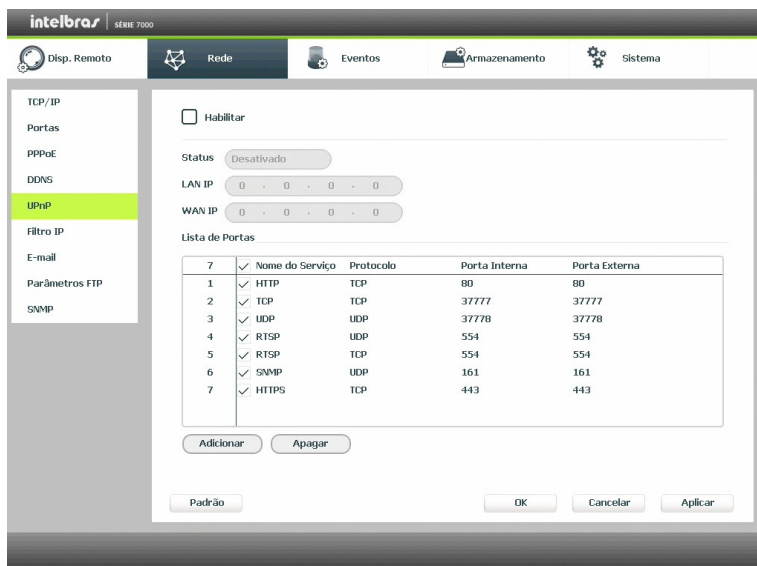 intelbras SÉRIE 7000
Disp. Remoto Rede Eventos Armazenamento Sistema
TCP/IP
Portas
PPPoE
DDNS
UPnP
Filtro IP
E-mail
Parâmetros FTP
SNMP
Habilitar
Status Desativado
LAN IP 0 . 0 . 0 . 0
WAN IP 0 . 0 . 0 . 0
Lista de Portas
7 Nome do Serviço Protocolo Porta Interna Porta Externa
1 HTTP TCP 80 80
2 TCP TCP 37777 37777
3 UDP UDP 37778 37778
4 RTSP UDP 554 554
5 RTSP TCP 554 554
6 SNMP UDP 161 161
7 HTTPS TCP 443 443
Adicionar Apagar
Padrão OK Cancelar Aplicar